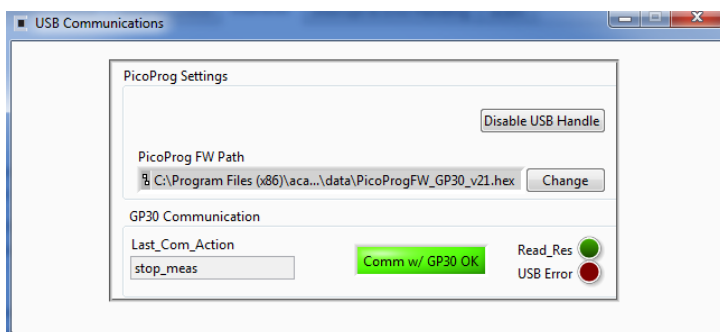 USB Communications
PicoProg Settings
Disable USB Handle
PicoProg FW Path
C:\Program Files (x86)\aca...\data\PicoProgFW_GP30_v21.hex
Change
GP30 Communication
Last_Com_Action
stop_meas
Comm w/ GP30 OK
Read_Res
USB Error